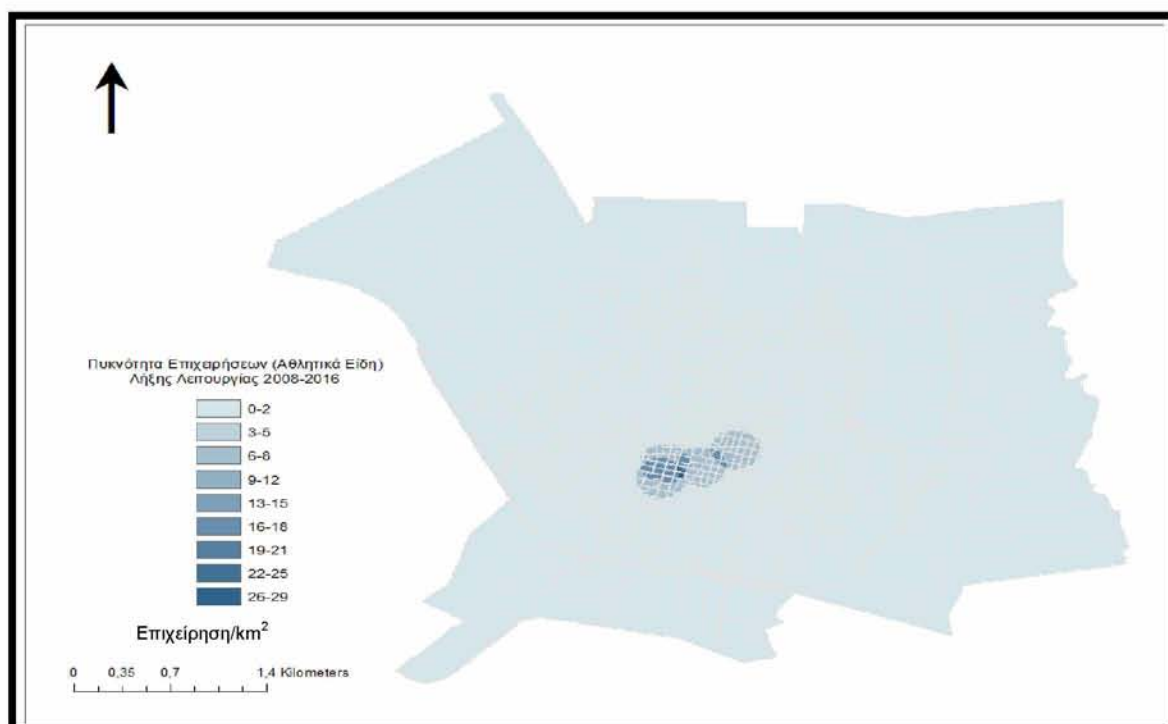 Πυκνότητα Επιχειρήσεων (Αθλητικά Είδη)
Λήξης Λειτουργίας 2008-2016
0-2
3-5
6-8
9-12
13-15
16-18
19-21
22-25
26-29
Επιχείρηση/km²
0 0,35 0,7 1,4 Kilometers